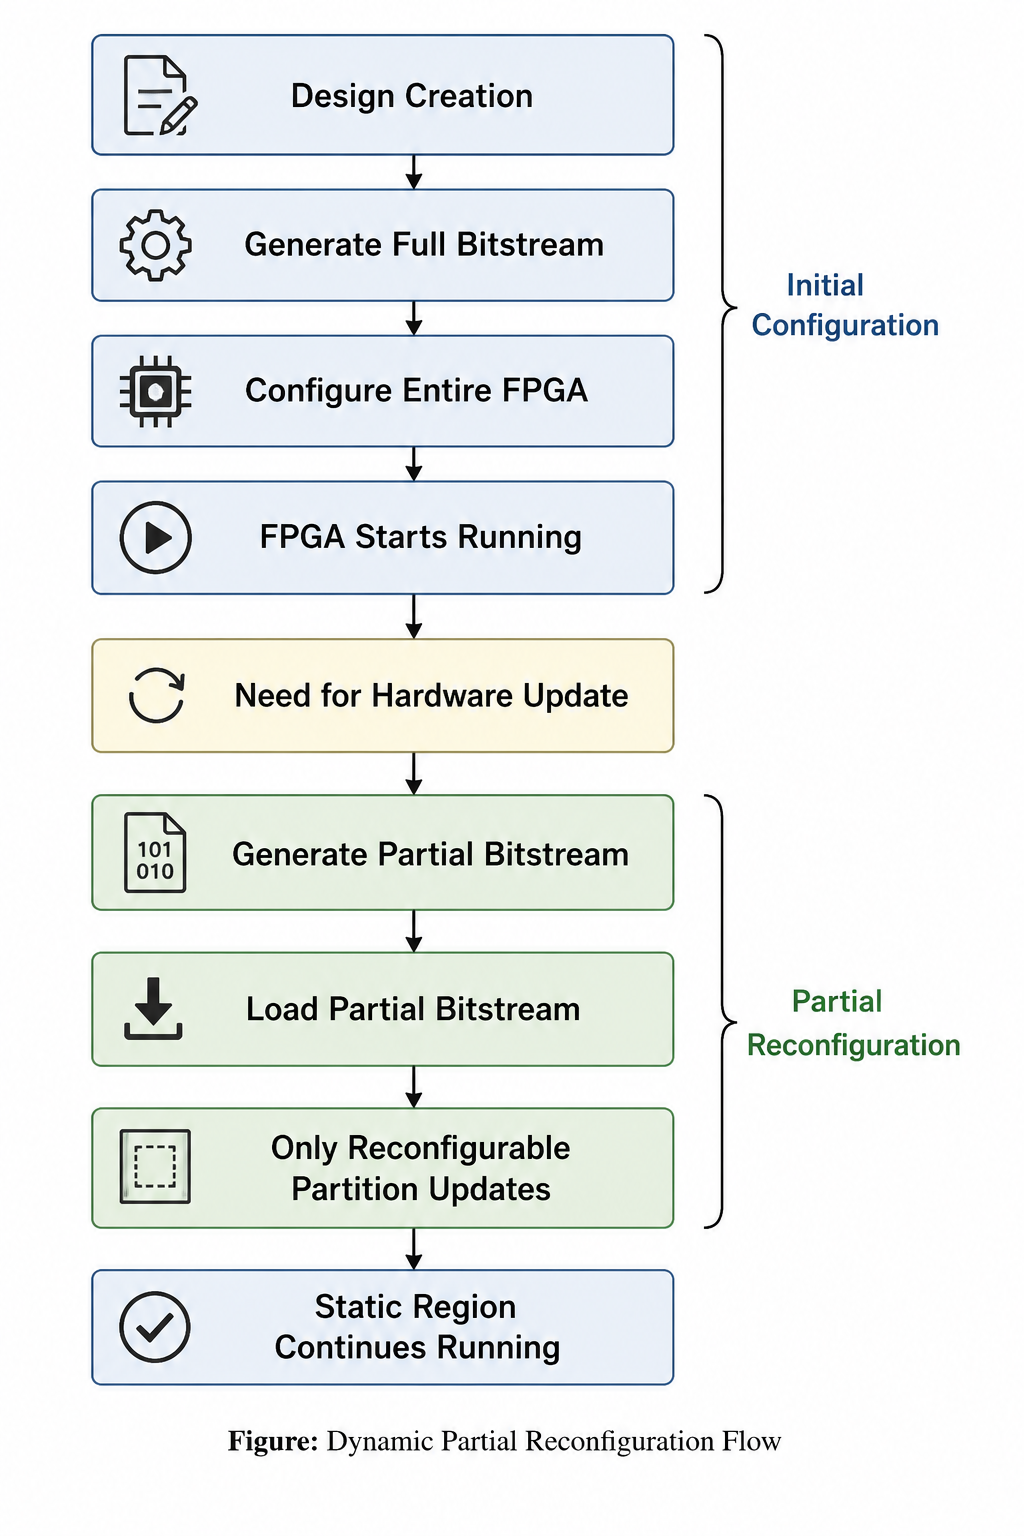 Design Creation
Generate Full Bitstream
Configure Entire FPGA
FPGA Starts Running
Initial
Configuration
Need for Hardware Update
101
010
Generate Partial Bitstream
Load Partial Bitstream
Only Reconfigurable
Partition Updates
Partial
Reconfiguration
Static Region
Continues Running
Figure: Dynamic Partial Reconfiguration Flow